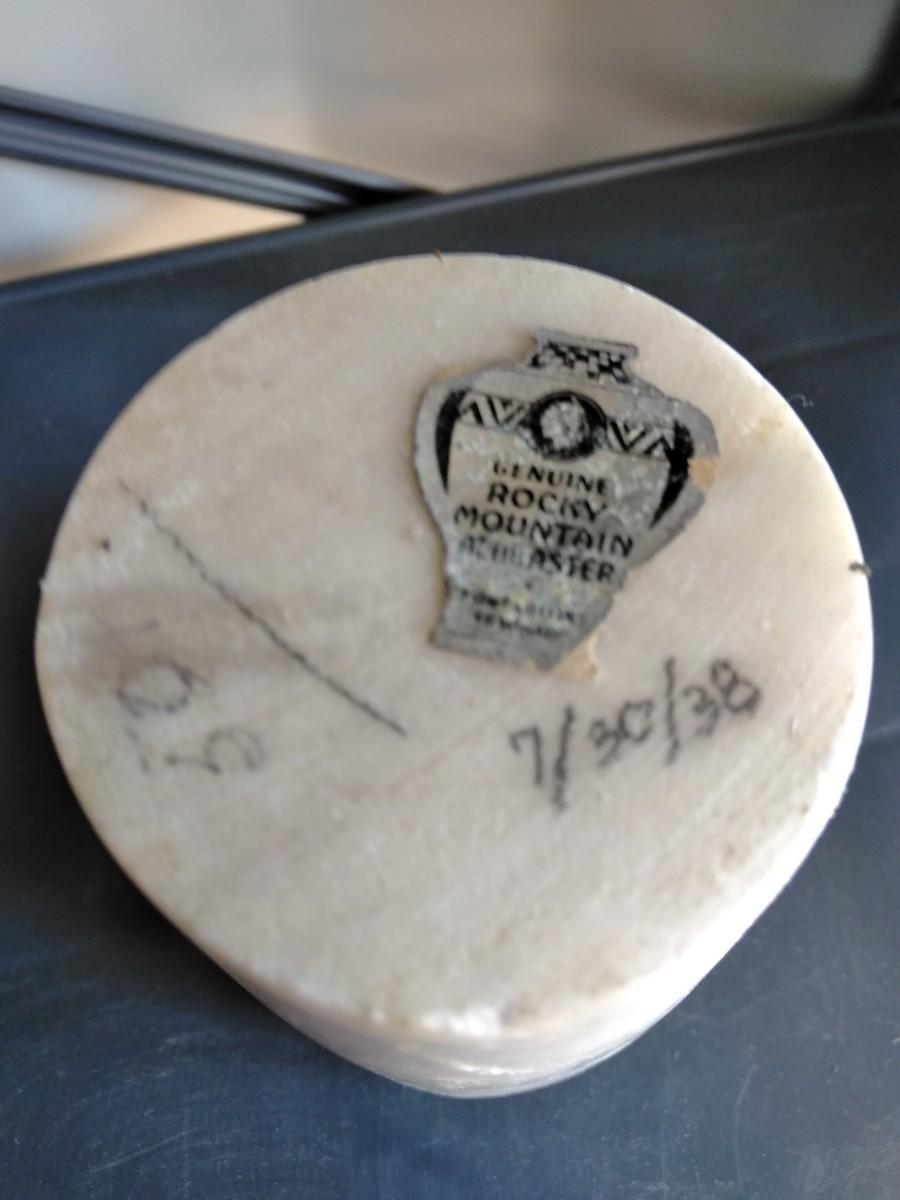 GENUINE
ROCKY
MOUNTAIN
ALABASTER
7/30/38